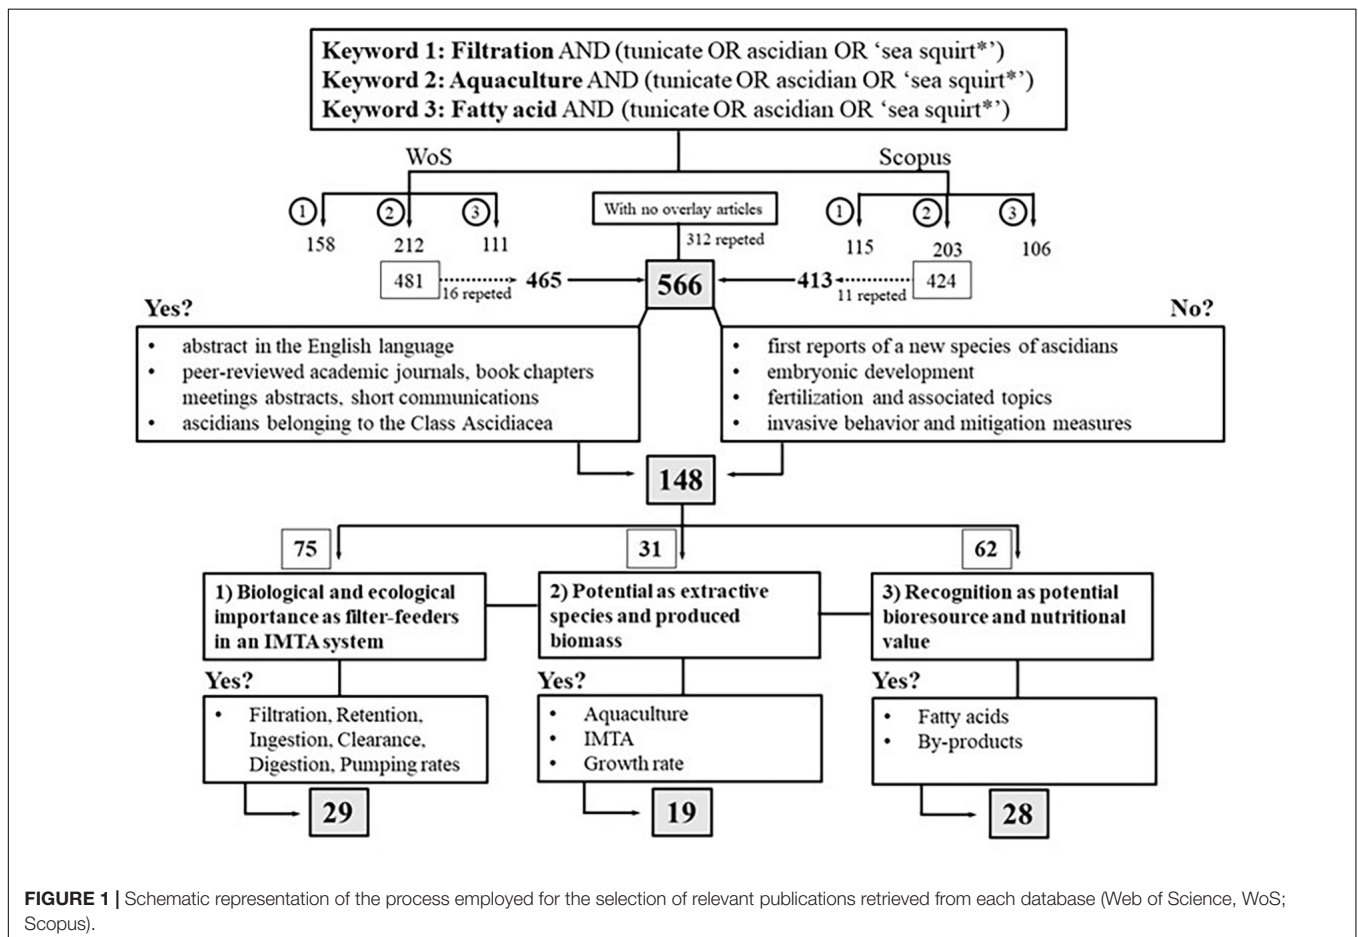 Keyword 1: Filtration AND (tunicate OR ascidian OR ‘sea squirt*’)
Keyword 2: Aquaculture AND (tunicate OR ascidian OR ‘sea squirt*’)
Keyword 3: Fatty acid AND (tunicate OR ascidian OR ‘sea squirt*’)
WoS
Scopus
1
2
3
With no overlay articles
1
2
3
158
212
111
312 repeted
115
203
106
481
16 repeted
465
566
413
11 repeted
424
Yes?
No?
• abstract in the English language
• peer-reviewed academic journals, book chapters
meetings abstracts, short communications
• ascidians belonging to the Class Ascidiacea
• first reports of a new species of ascidians
• embryonic development
• fertilization and associated topics
• invasive behavior and mitigation measures
148
75
31
62
1) Biological and ecological
importance as filter-feeders
in an IMTA system
2) Potential as extractive
species and produced
biomass
3) Recognition as potential
bioresource and nutritional
value
Yes?
Yes?
Yes?
• Filtration, Retention,
Ingestion, Clearance,
Digestion, Pumping rates
• Aquaculture
• IMTA
• Growth rate
• Fatty acids
• By-products
29
19
28
FIGURE 1 | Schematic representation of the process employed for the selection of relevant publications retrieved from each database (Web of Science, WoS;
Scopus).